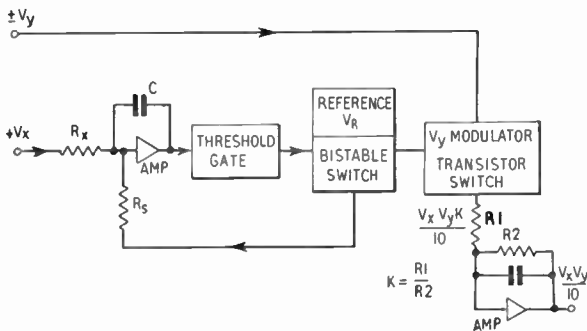 ±Vy
+Vx
Rx
C
AMP
Rs
THRESHOLD
GATE
REFERENCE
VR
BISTABLE
SWITCH
Vy MODULATOR
TRANSISTOR
SWITCH
VxVyK
10
R1
R2
K = R1
R2
AMP
VxVy
10